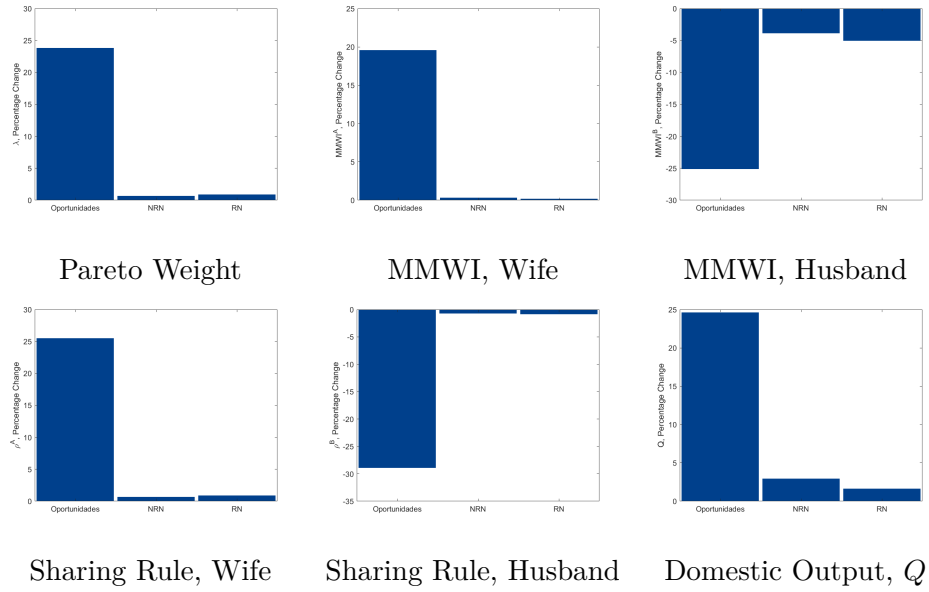 30
25
20
15
10
5
0
λ, Percentage Change
Oportunidades NRN RN
Pareto Weight
25
20
15
10
5
0
MMWI^A, Percentage Change
Oportunidades NRN RN
MMWI, Wife
0
-5
-10
-15
-20
-25
-30
MMWI^B, Percentage Change
Oportunidades NRN RN
MMWI, Husband
30
25
20
15
10
5
0
ρ^A, Percentage Change
Oportunidades NRN RN
Sharing Rule, Wife
0
-5
-10
-15
-20
-25
-30
-35
ρ^B, Percentage Change
Oportunidades NRN RN
Sharing Rule, Husband
25
20
15
10
5
0
Q, Percentage Change
Oportunidades NRN RN
Domestic Output, Q